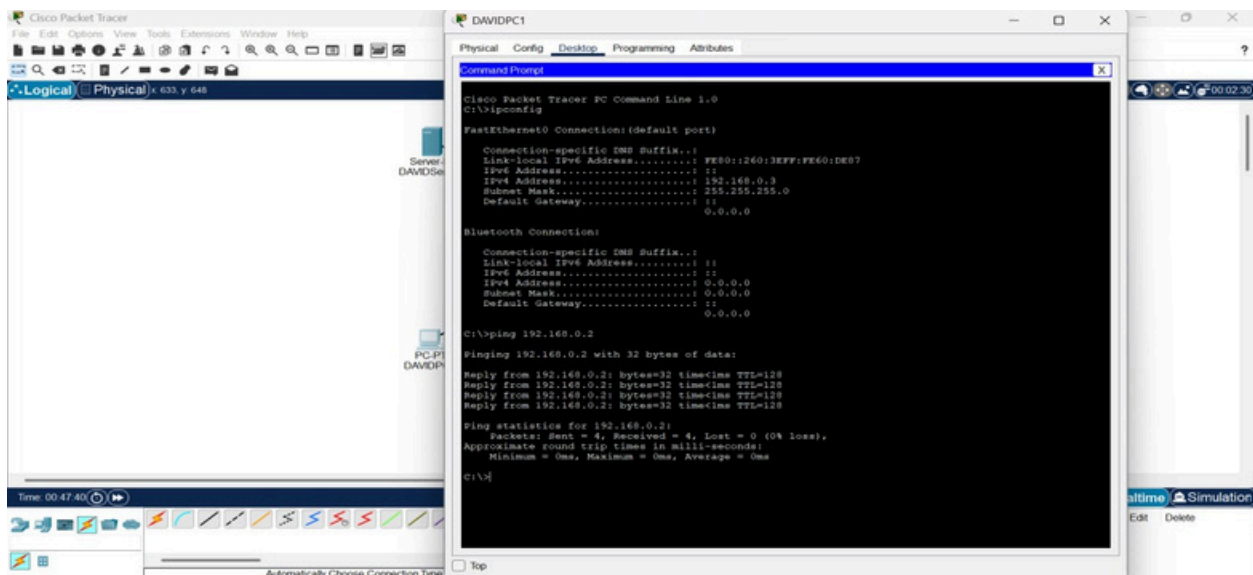 Cisco Packet Tracer
File Edit Options View Tools Extensions Window Help
Logical Physical x: 633, y: 648
00:02:30
Server-
DAVIDSe
PC-PT
DAVIDP
Time: 00:47:40
altime Simulation
Edit Delete
Automatically Choose Connection Type
DAVIDPC1
Physical Config Desktop Programming Attributes
Command Prompt
X
Cisco Packet Tracer PC Command Line 1.0
C:\>ipconfig
FastEthernet0 Connection:(default port)
Connection-specific DNS Suffix..:
Link-local IPv6 Address.........: FE80::260:3EFF:FE60:DE87
IPv6 Address....................: ::
IPv4 Address....................: 192.168.0.3
Subnet Mask.....................: 255.255.255.0
Default Gateway.................: ::
0.0.0.0
Bluetooth Connection:
Connection-specific DNS Suffix..:
Link-local IPv6 Address.........: ::
IPv6 Address....................: ::
IPv4 Address....................: 0.0.0.0
Subnet Mask.....................: 0.0.0.0
Default Gateway.................: ::
0.0.0.0
C:\>ping 192.168.0.2
Pinging 192.168.0.2 with 32 bytes of data:
Reply from 192.168.0.2: bytes=32 time<1ms TTL=128
Reply from 192.168.0.2: bytes=32 time<1ms TTL=128
Reply from 192.168.0.2: bytes=32 time<1ms TTL=128
Reply from 192.168.0.2: bytes=32 time<1ms TTL=128
Ping statistics for 192.168.0.2:
Packets: Sent = 4, Received = 4, Lost = 0 (0% loss),
Approximate round trip times in milli-seconds:
Minimum = 0ms, Maximum = 0ms, Average = 0ms
C:\>
Top